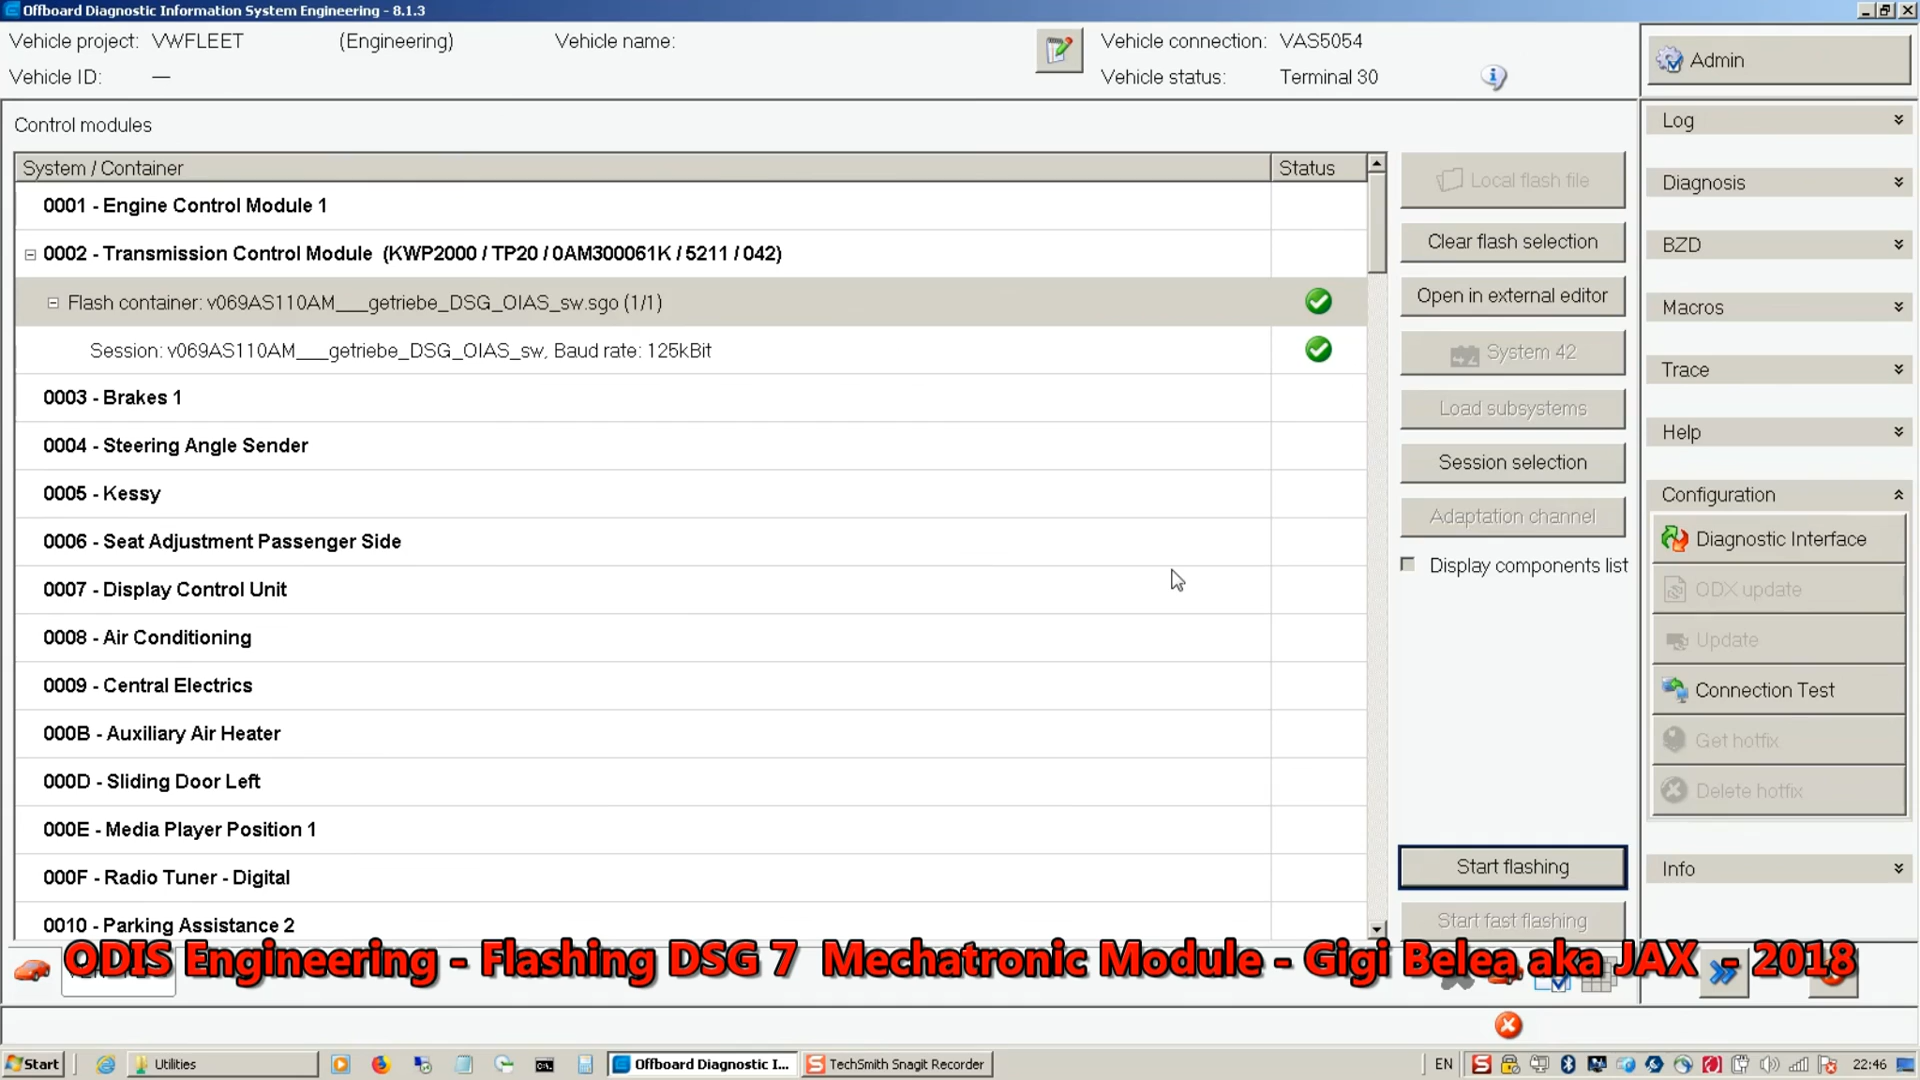 Offboard Diagnostic Information System Engineering - 8.1.3
Vehicle project: VWFLEET (Engineering) Vehicle name: Vehicle connection: VAS5054
Vehicle ID: — Vehicle status: Terminal 30
Admin
Control modules
System / Container Status
0001 - Engine Control Module 1
0002 - Transmission Control Module (KWP2000 / TP20 / 0AM300061K / 5211 / 042)
Flash container: v069AS110AM___getriebe_DSG_OIAS_sw.sgo (1/1)
Session: v069AS110AM___getriebe_DSG_OIAS_sw, Baud rate: 125kBit
0003 - Brakes 1
0004 - Steering Angle Sender
0005 - Kessy
0006 - Seat Adjustment Passenger Side
0007 - Display Control Unit
0008 - Air Conditioning
0009 - Central Electrics
000B - Auxiliary Air Heater
000D - Sliding Door Left
000E - Media Player Position 1
000F - Radio Tuner - Digital
0010 - Parking Assistance 2
Local flash file
Clear flash selection
Open in external editor
System 42
Load subsystems
Session selection
Adaptation channel
Display components list
Start flashing
Start fast flashing
Log
Diagnosis
BZD
Macros
Trace
Help
Configuration
Diagnostic Interface
ODX update
Update
Connection Test
Get hotfix
Delete hotfix
Info
ODIS Engineering - Flashing DSG 7 Mechatronic Module - Gigi Belea aka JAX - 2018
Start Utilities Offboard Diagnostic I... TechSmith Snagit Recorder EN 22:46